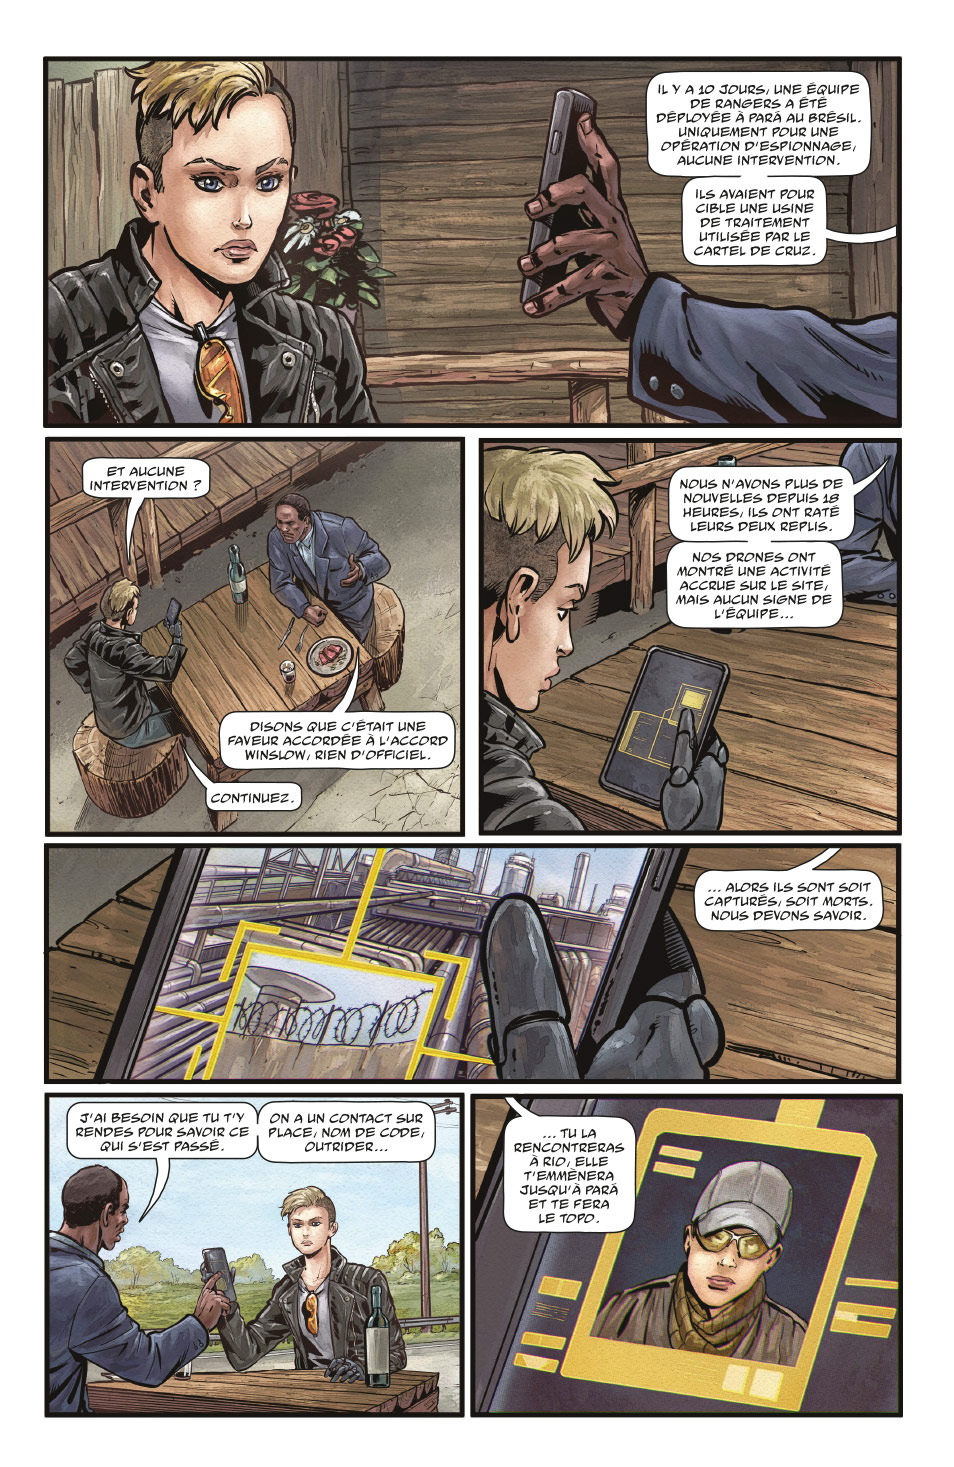 IL Y A 10 JOURS, UNE ÉQUIPE
DE RANGERS A ÉTÉ
DÉPLOYÉE À PARÁ AU BRÉSIL.
UNIQUEMENT POUR UNE
OPÉRATION D'ESPIONNAGE,
AUCUNE INTERVENTION.
ILS AVAIENT POUR
CIBLE UNE USINE
DE TRAITEMENT
UTILISÉE PAR LE
CARTEL DE CRUZ.
ET AUCUNE
INTERVENTION ?
DISONS QUE C'ÉTAIT UNE
FAVEUR ACCORDÉE À L'ACCORD
WINSLOW, RIEN D'OFFICIEL.
CONTINUEZ.
NOUS N'AVONS PLUS DE
NOUVELLES DEPUIS 18
HEURES, ILS ONT RATÉ
LEURS DEUX REPLIS.
NOS DRONES ONT
MONTRÉ UNE ACTIVITÉ
ACCRUE SUR LE SITE,
MAIS AUCUN SIGNE DE
L'ÉQUIPE...
... ALORS ILS SONT SOIT
CAPTURÉS, SOIT MORTS.
NOUS DEVONS SAVOIR.
J'AI BESOIN QUE TU T'Y
RENDES POUR SAVOIR CE
QUI S'EST PASSÉ.
ON A UN CONTACT SUR
PLACE, NOM DE CODE,
OUTRIDER...
... TU LA
RENCONTRERAS
À RIO, ELLE
T'EMMÈNERA
JUSQU'À PARÁ
ET TE FERA
LE TOPO.